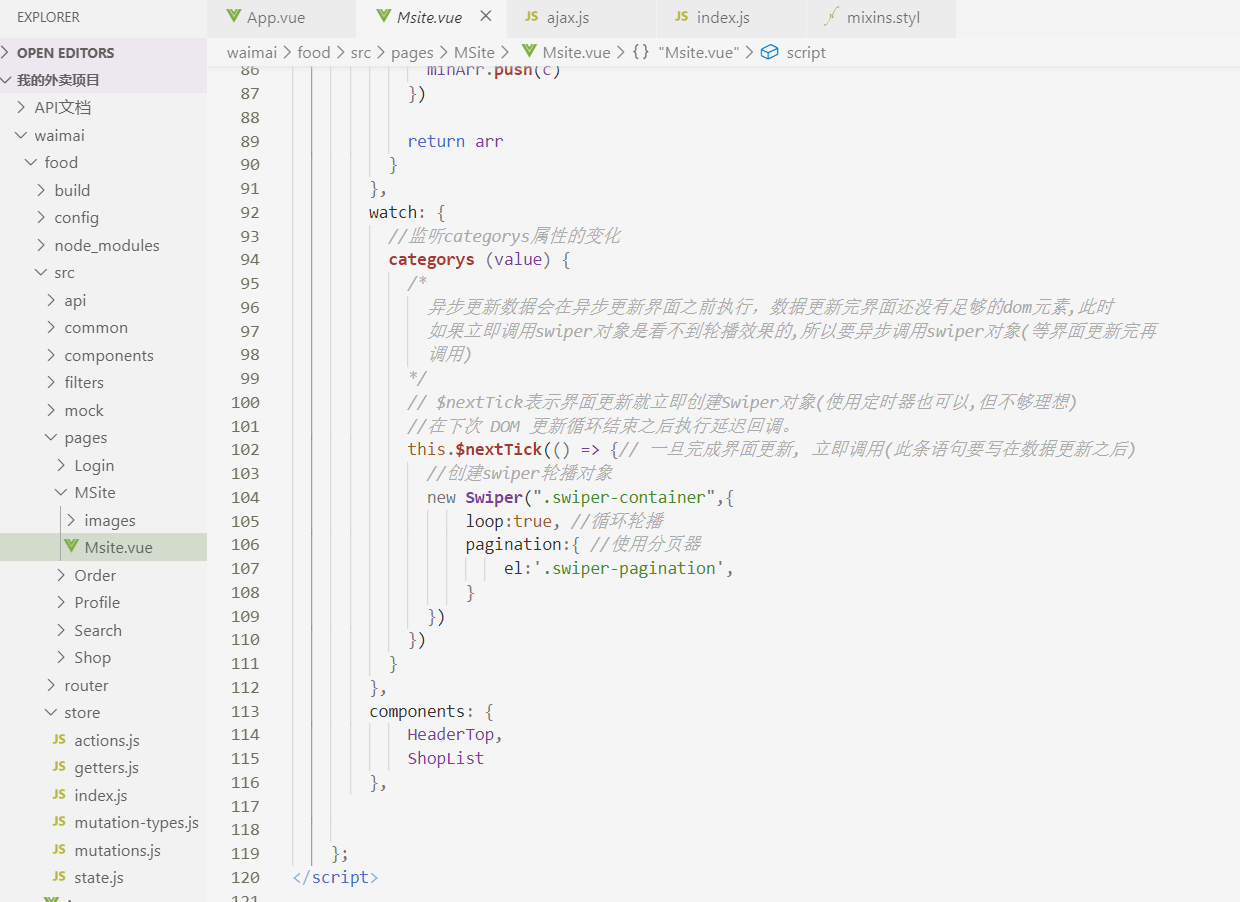 EXPLORER
OPEN EDITORS
我的外卖项目
API文档
waimai
food
build
config
node_modules
src
api
common
components
filters
mock
pages
Login
MSite
images
Msite.vue
Order
Profile
Search
Shop
router
store
JS actions.js
JS getters.js
JS index.js
JS mutation-types.js
JS mutations.js
JS state.js
App.vue Msite.vue JS ajax.js JS index.js mixins.styl
waimai > food > src > pages > MSite > Msite.vue > {} "Msite.vue" > script
86 minArr.push(c)
87 })
88
89 return arr
90 }
91 },
92 watch: {
93 //监听categorys属性的变化
94 categorys (value) {
95 /*
96 异步更新数据会在异步更新界面之前执行，数据更新完界面还没有足够的dom元素,此时
97 如果立即调用swiper对象是看不到轮播效果的,所以要异步调用swiper对象(等界面更新完再
98 调用)
99 */
100 // $nextTick表示界面更新就立即创建Swiper对象(使用定时器也可以,但不够理想)
101 //在下次 DOM 更新循环结束之后执行延迟回调。
102 this.$nextTick(() => {// 一旦完成界面更新, 立即调用(此条语句要写在数据更新之后)
103 //创建swiper轮播对象
104 new Swiper(".swiper-container",{
105 loop:true, //循环轮播
106 pagination:{ //使用分页器
107 el:'.swiper-pagination',
108 }
109 })
110 })
111 }
112 },
113 components: {
114 HeaderTop,
115 ShopList
116 },
117
118
119 };
120 </script>
121